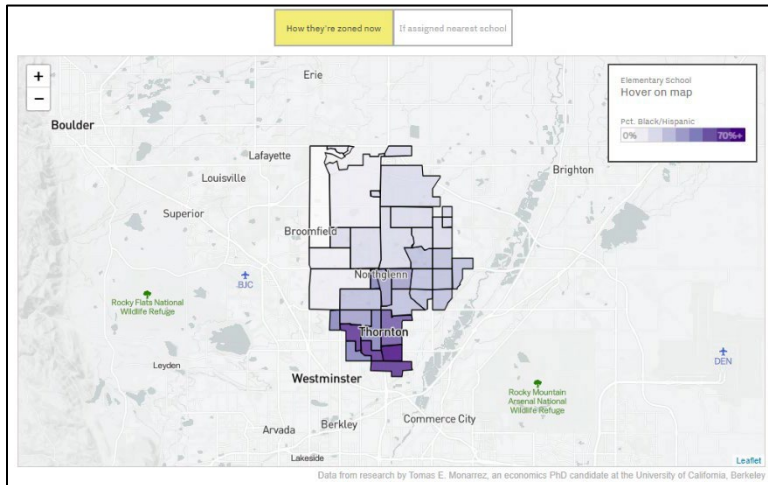 How they're zoned now
If assigned nearest school
+
−
Elementary School
Hover on map
Pct. Black/Hispanic
0%
70%+
Erie
Boulder
Lafayette
Louisville
Brighton
Superior
Broomfield
BJC
Northglenn
Rocky Flats National
Wildlife Refuge
Thornton
DEN
Leyden
Westminster
Rocky Mountain
Arsenal National
Wildlife Refuge
Commerce City
Berkley
Arvada
Lakeside
Leaflet
Data from research by Tomas E. Monarrez, an economics PhD candidate at the University of California, Berkeley